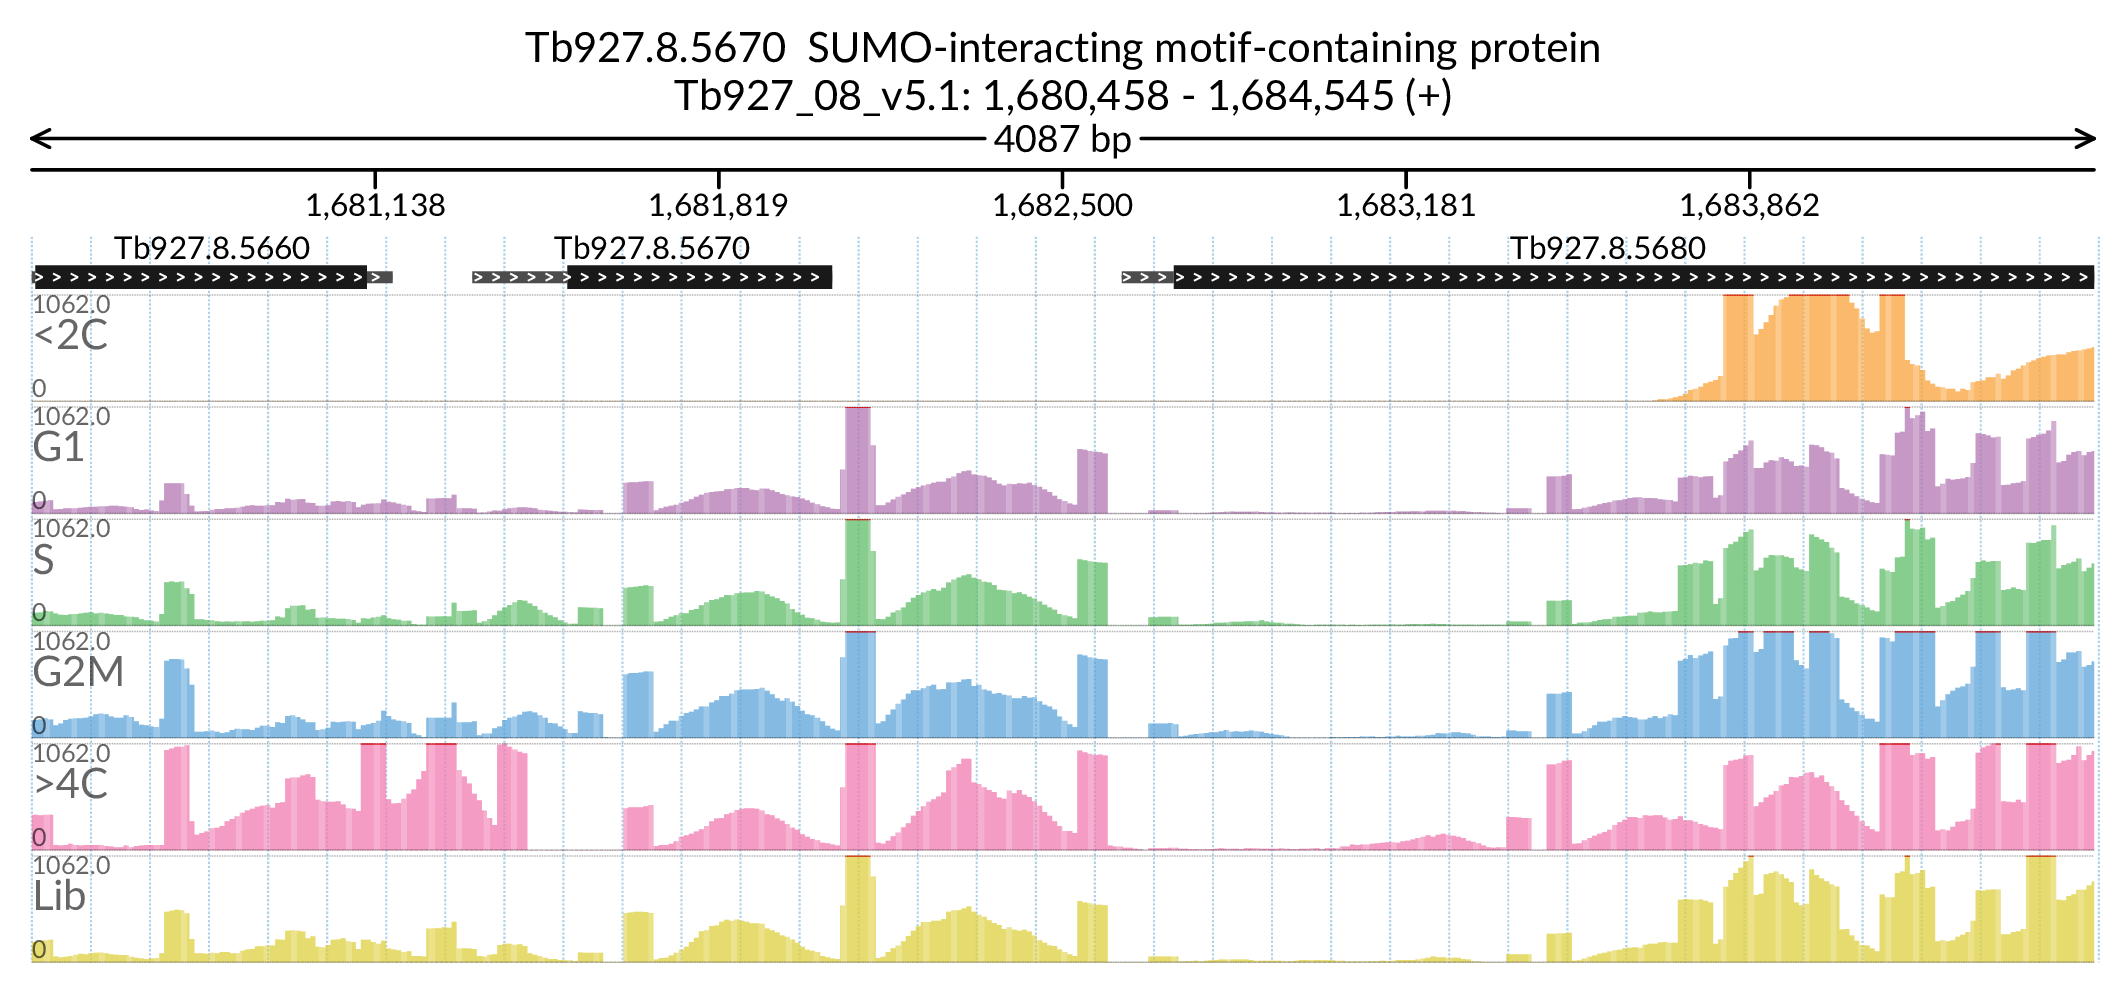 Tb927.8.5670  SUMO-interacting motif-containing protein
Tb927_08_v5.1: 1,680,458 - 1,684,545 (+)
4087 bp
1,681,138 1,681,819 1,682,500 1,683,181 1,683,862
Tb927.8.5660 Tb927.8.5670 Tb927.8.5680
1062.0
<2C
0
1062.0
G1
0
1062.0
S
0
1062.0
G2M
0
1062.0
>4C
0
1062.0
Lib
0